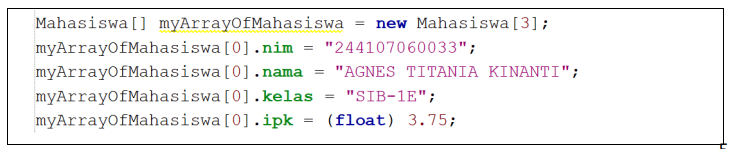 Mahasiswa[] myArrayOfMahasiswa = new Mahasiswa[3];
myArrayOfMahasiswa[0].nim = "244107060033";
myArrayOfMahasiswa[0].nama = "AGNES TITANIA KINANTI";
myArrayOfMahasiswa[0].kelas = "SIB-1E";
myArrayOfMahasiswa[0].ipk = (float) 3.75;